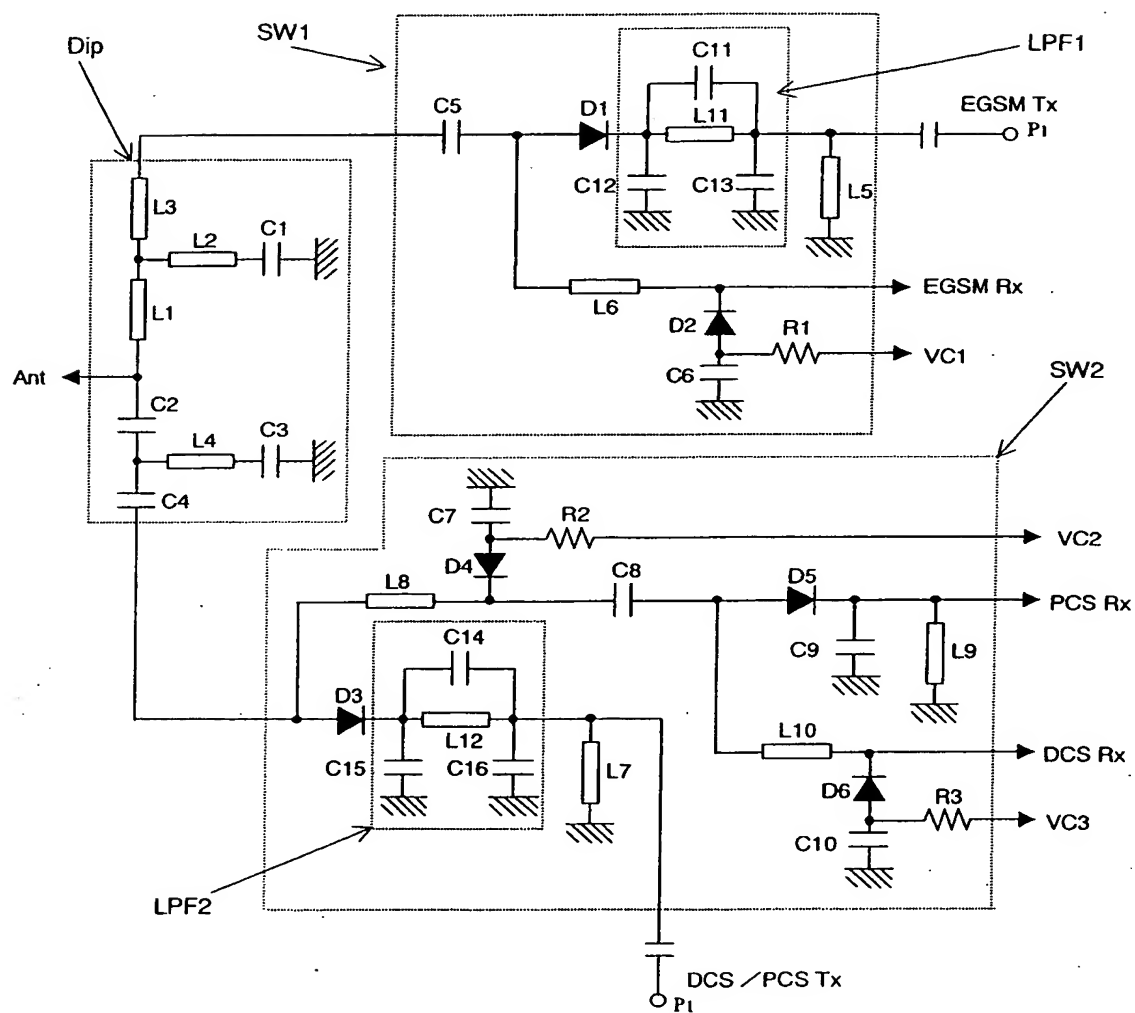 SW1
Dip
C11
LPF1
C5
D1
L11
EGSM Tx
P1
C12
C13
L5
L3
L2
C1
L1
L6
EGSM Rx
D2
R1
VC1
C6
Ant
SW2
C2
L4
C3
C4
C7
R2
VC2
D4
L8
C8
D5
PCS Rx
C14
C9
L9
D3
L12
L10
DCS Rx
C15
C16
L7
D6
R3
VC3
C10
LPF2
DCS / PCS Tx
P1